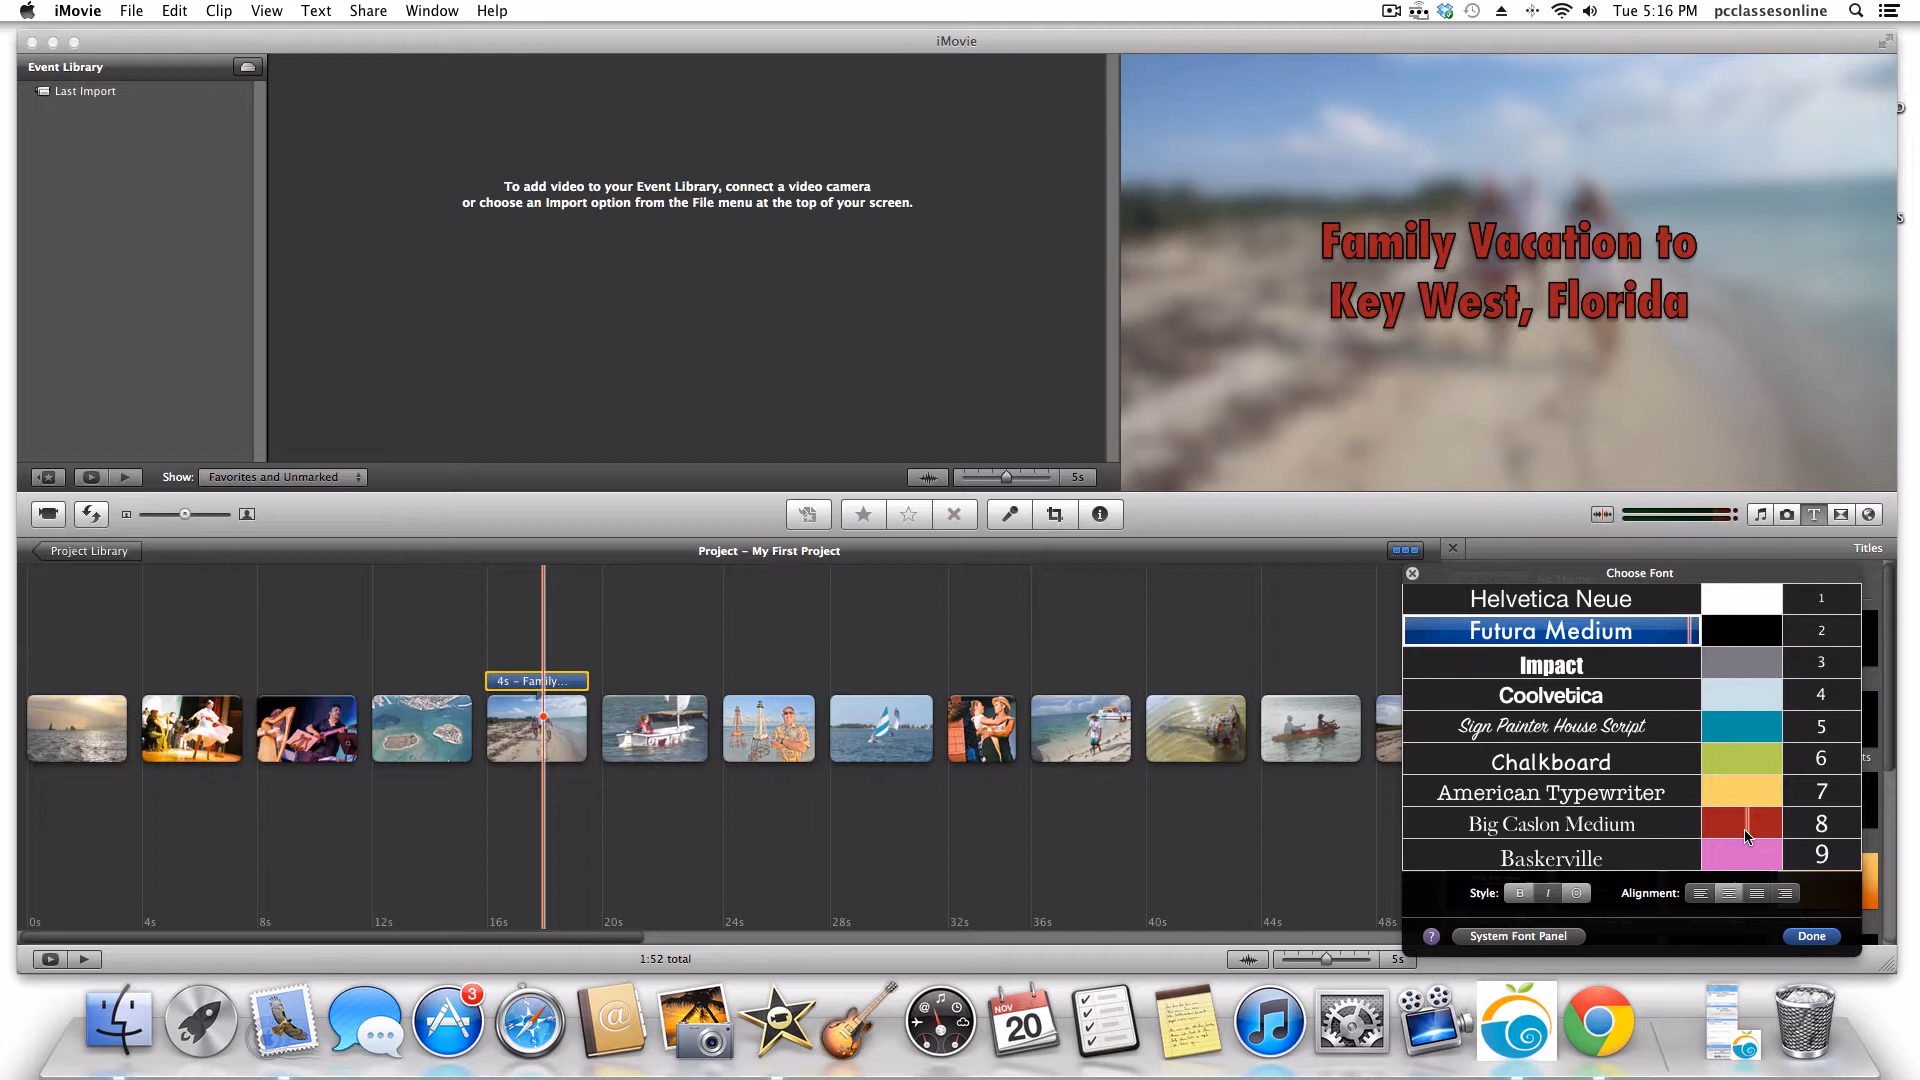 iMovie File Edit Clip View Text Share Window Help
Tue 5:16 PM pcclassesonline
iMovie
Event Library
Last Import
To add video to your Event Library, connect a video camera
or choose an Import option from the File menu at the top of your screen.
Family Vacation to
Key West, Florida
Show: Favorites and Unmarked
5s
Project Library
Project - My First Project
Titles
Choose Font
Helvetica Neue 1
Futura Medium 2
Impact 3
Coolvetica 4
Sign Painter House Script 5
Chalkboard 6
American Typewriter 7
Big Caslon Medium 8
Baskerville 9
Style: B I O
Alignment:
? System Font Panel Done
4s - Family...
0s 4s 8s 12s 16s 20s 24s 28s 32s 36s 40s 44s 48s
1:52 total
5s
3
NOV
20